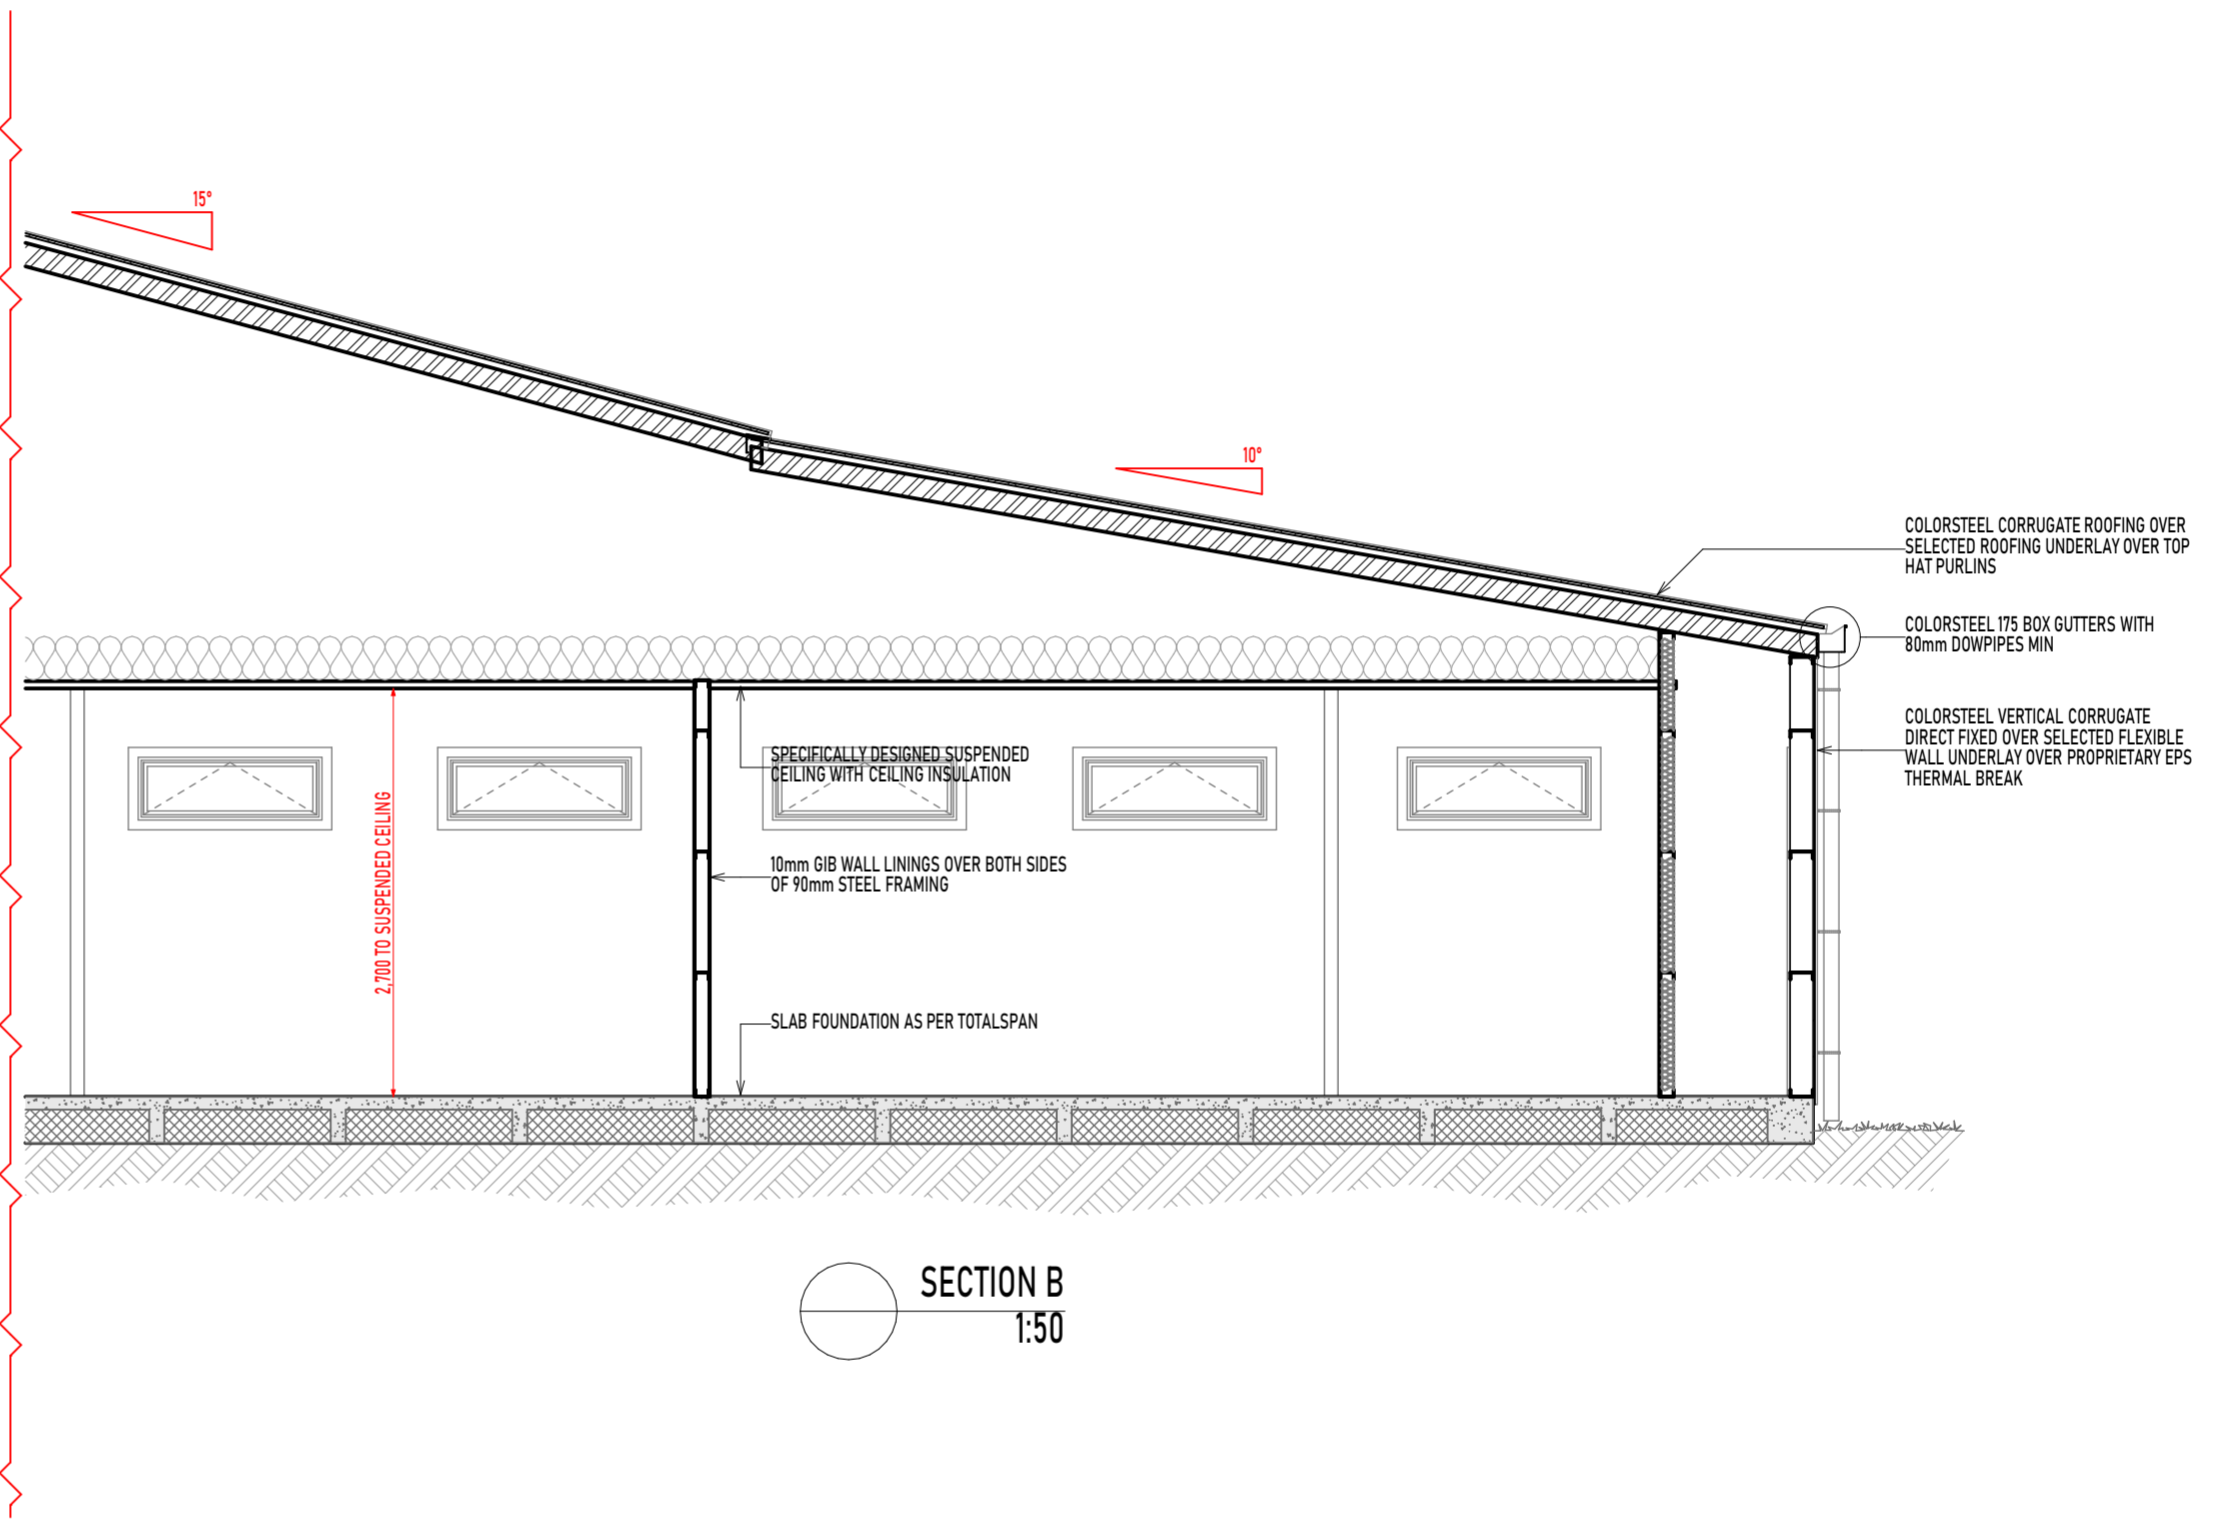 15°
10°
COLORSTEEL CORRUGATE ROOFING OVER
SELECTED ROOFING UNDERLAY OVER TOP
HAT PURLINS
COLORSTEEL 175 BOX GUTTERS WITH
80mm DOWPIPES MIN
COLORSTEEL VERTICAL CORRUGATE
DIRECT FIXED OVER SELECTED FLEXIBLE
WALL UNDERLAY OVER PROPRIETARY EPS
THERMAL BREAK
SPECIFICALLY DESIGNED SUSPENDED
CEILING WITH CEILING INSULATION
2,700 TO SUSPENDED CEILING
10mm GIB WALL LININGS OVER BOTH SIDES
OF 90mm STEEL FRAMING
SLAB FOUNDATION AS PER TOTALSPAN
SECTION B
1:50